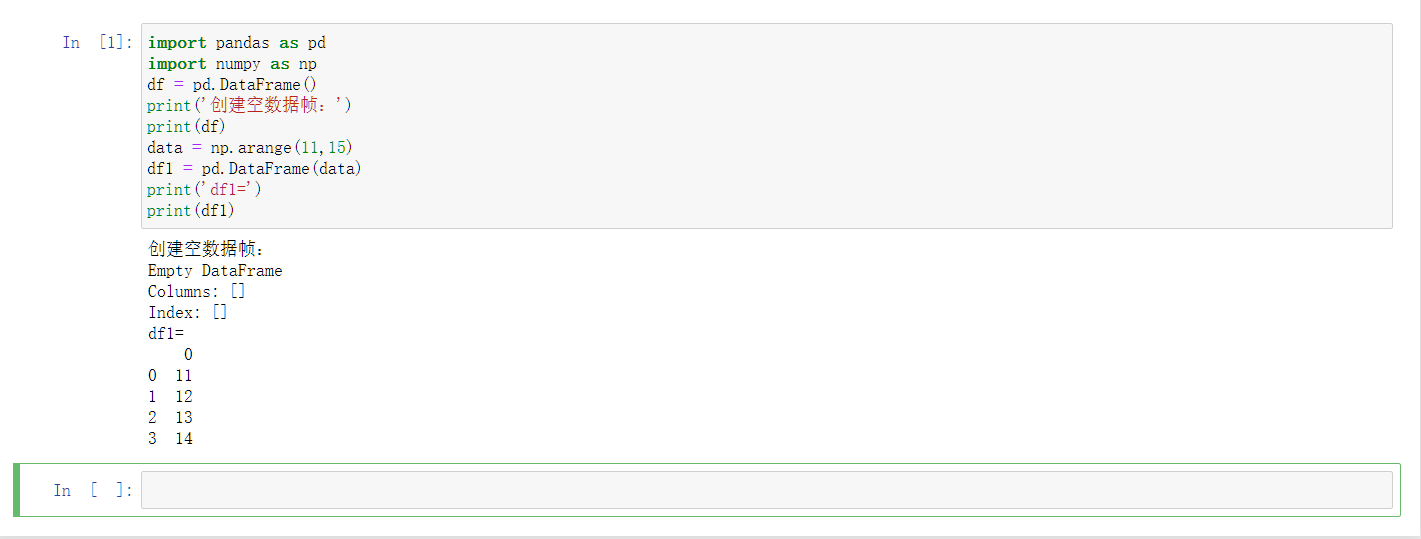 In [1]: import pandas as pd
import numpy as np
df = pd.DataFrame()
print('创建空数据帧：')
print(df)
data = np.arange(11,15)
df1 = pd.DataFrame(data)
print('df1=')
print(df1)
创建空数据帧：
Empty DataFrame
Columns: []
Index: []
df1=
    0
0  11
1  12
2  13
3  14
In [ ]: